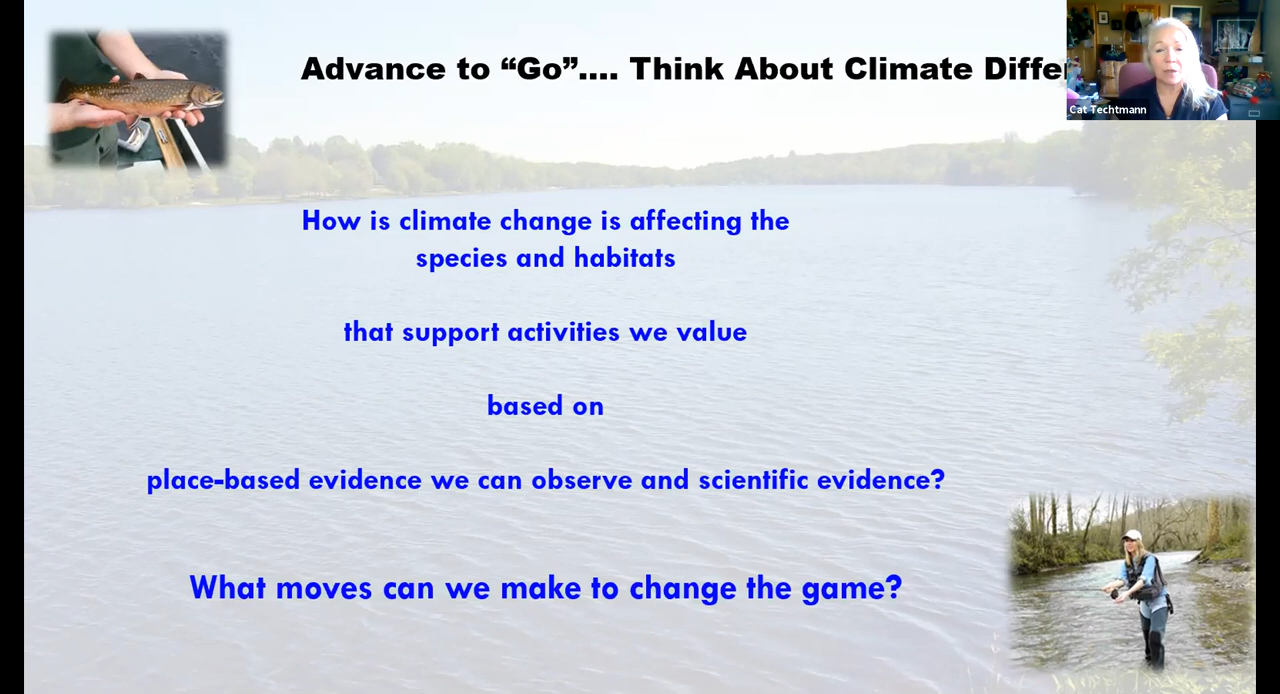 Advance to “Go”.... Think About Climate
Cat Techtmann
How is climate change is affecting the
species and habitats
that support activities we value
based on
place-based evidence we can observe and scientific evidence?
What moves can we make to change the game?